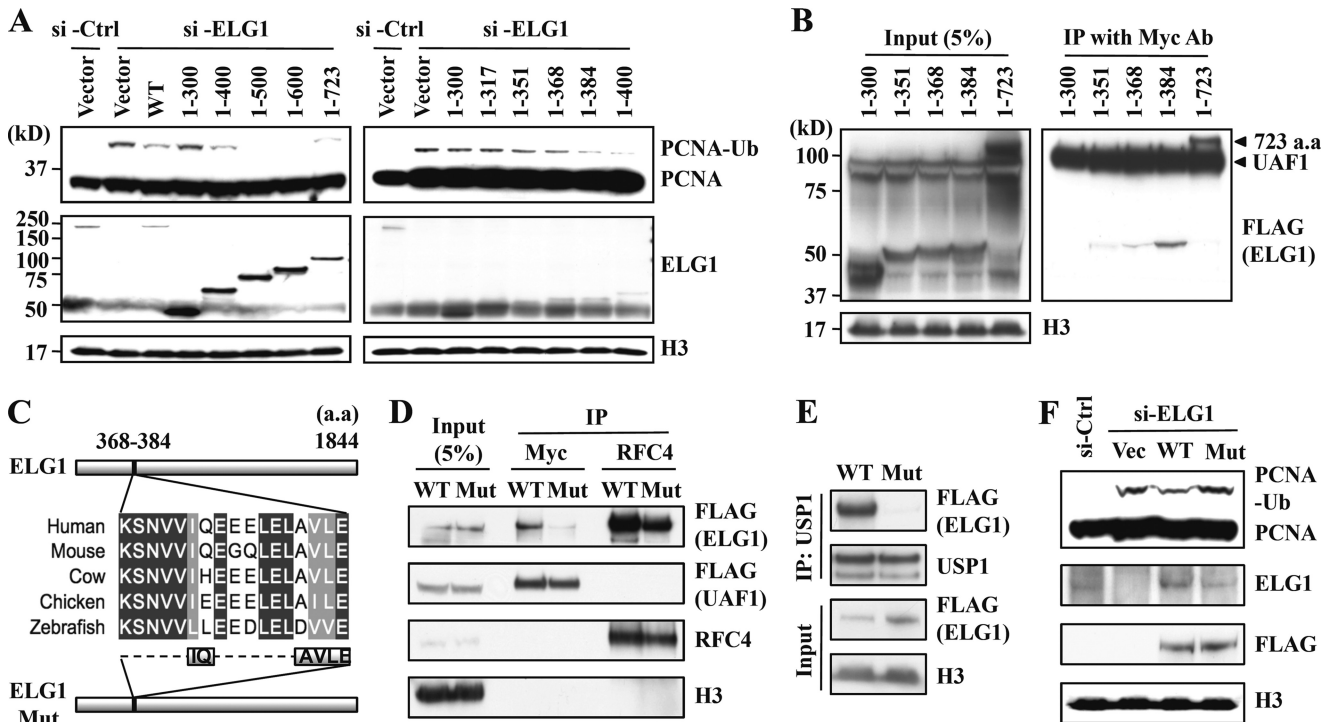 A
si -Ctrl si -ELG1 si -Ctrl si -ELG1
Vector Vector WT 1-300 1-400 1-500 1-600 1-723
Vector Vector 1-300 1-317 1-351 1-368 1-384 1-400
(kD)
PCNA-Ub
37
PCNA
250
150
100
75
50
ELG1
17
H3
B
Input (5%) IP with Myc Ab
1-300 1-351 1-368 1-384 1-723
1-300 1-351 1-368 1-384 1-723
(kD)
100
75
50
37
723 a.a
UAF1
FLAG
(ELG1)
17
H3
C
(a.a)
368-384 1844
ELG1
Human KSNVVIQEEELELAVLE
Mouse KSNVVIQEGQLELAVLE
Cow KSNVVIHEEELELAVLE
Chicken KSNVVIEEEELELAILE
Zebrafish KSNVVLLEEDLELDVVE
IQ AVLE
ELG1
Mut
D
Input
(5%)
IP
Myc RFC4
WT Mut WT Mut WT Mut
FLAG
(ELG1)
FLAG
(UAF1)
RFC4
H3
E
WT Mut
IP: USP1
FLAG
(ELG1)
USP1
Input
FLAG
(ELG1)
H3
F
si-Ctrl
si-ELG1
Vec WT Mut
PCNA
-Ub
PCNA
ELG1
FLAG
H3